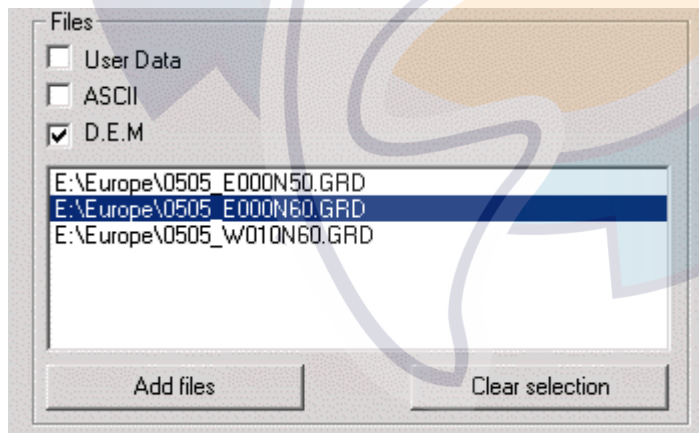 Files
User Data
ASCII
D.E.M
E:\Europe\0505_E000N50.GRD
E:\Europe\0505_E000N60.GRD
E:\Europe\0505_W010N60.GRD
Add files
Clear selection